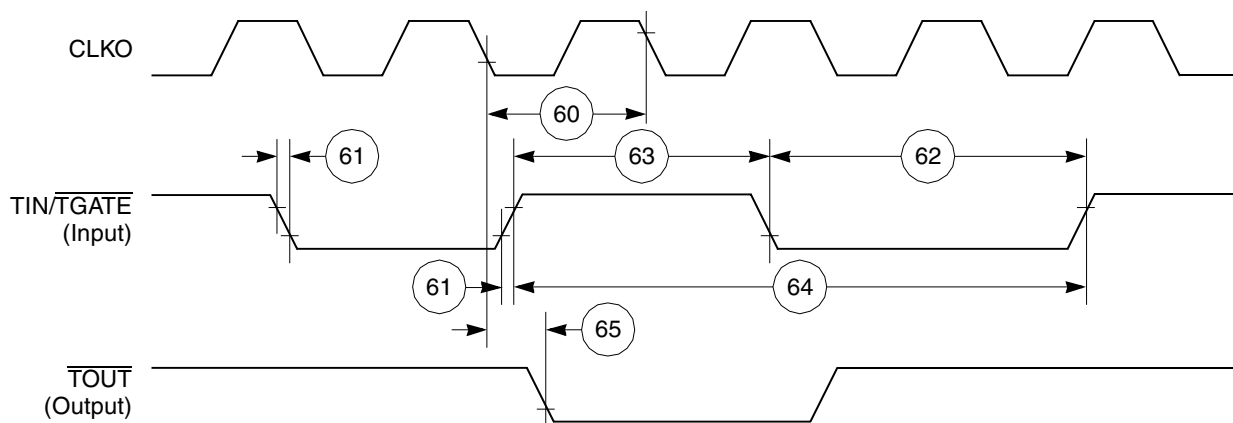 CLKO
60
61
63
62
TIN/TGATE
(Input)
61
64
65
TOUT
(Output)